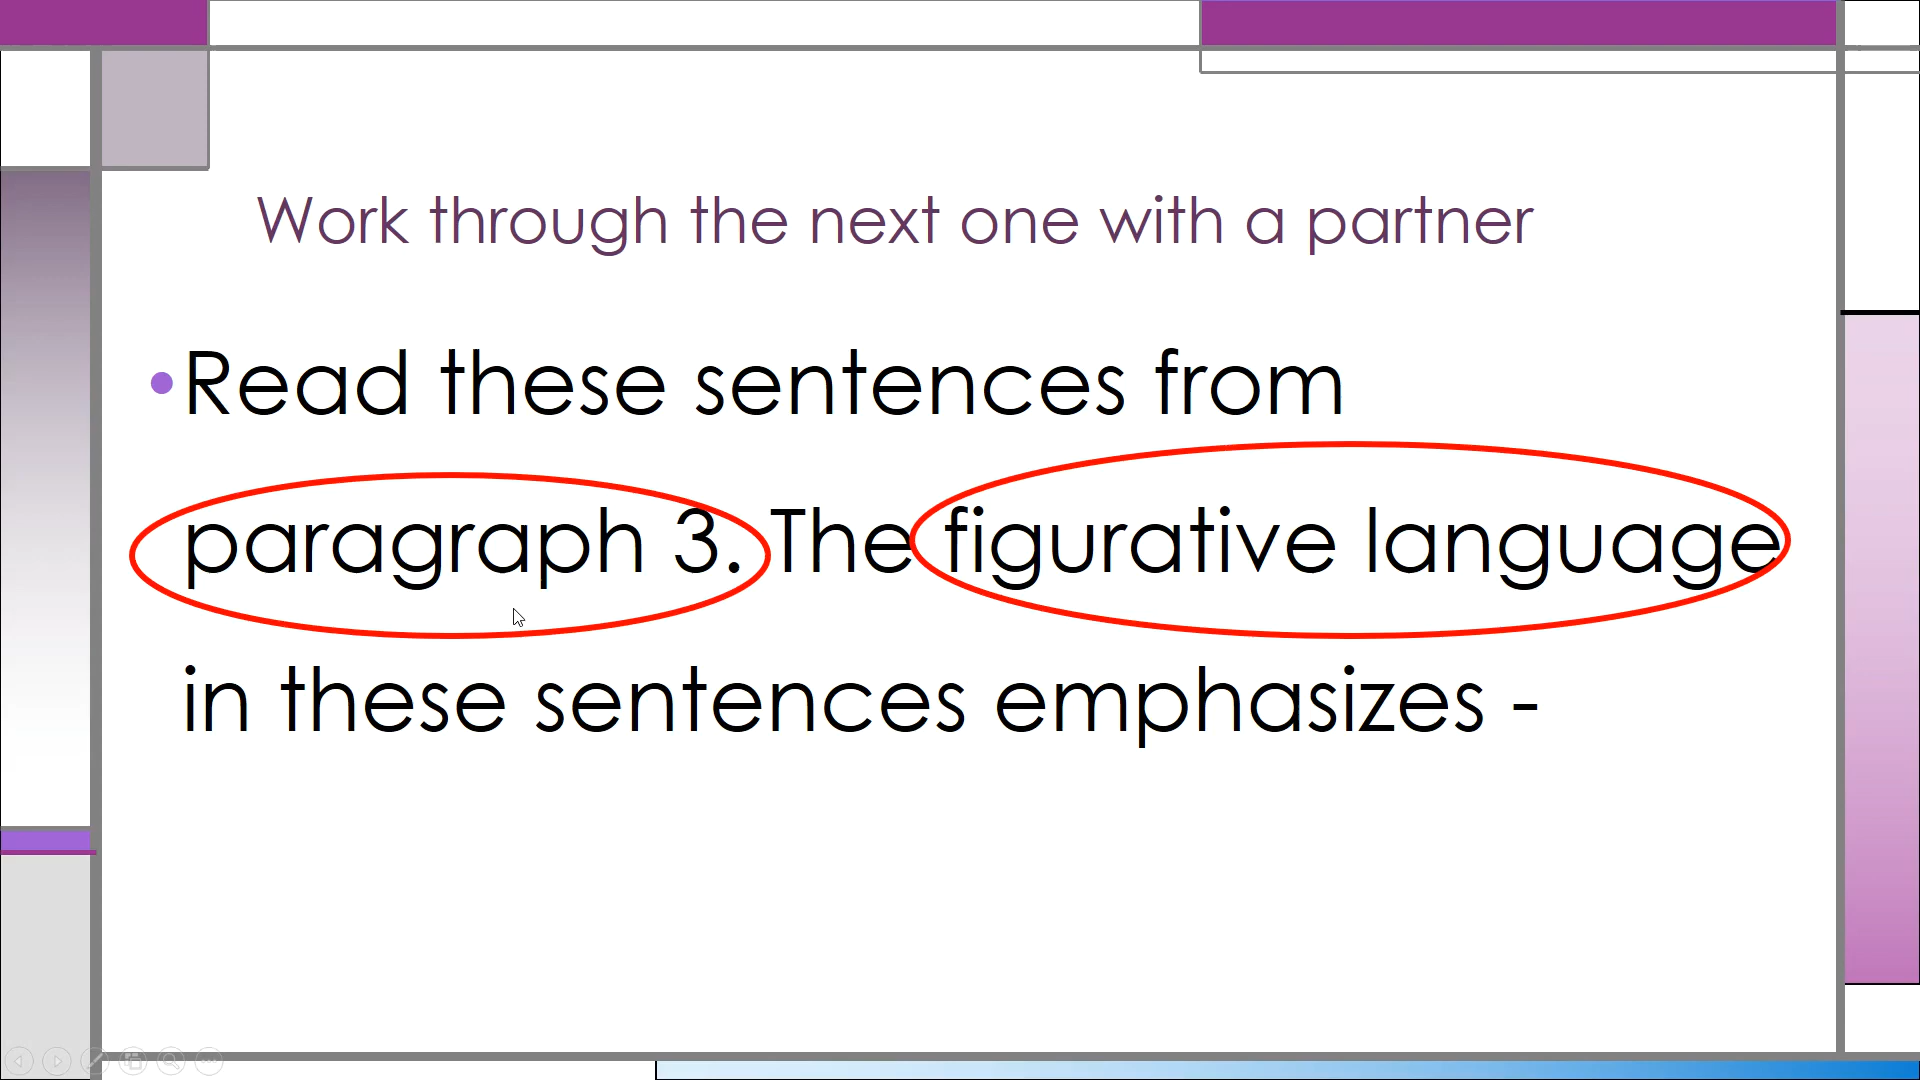 Work through the next one with a partner
•Read these sentences from
paragraph 3. The figurative language
in these sentences emphasizes -